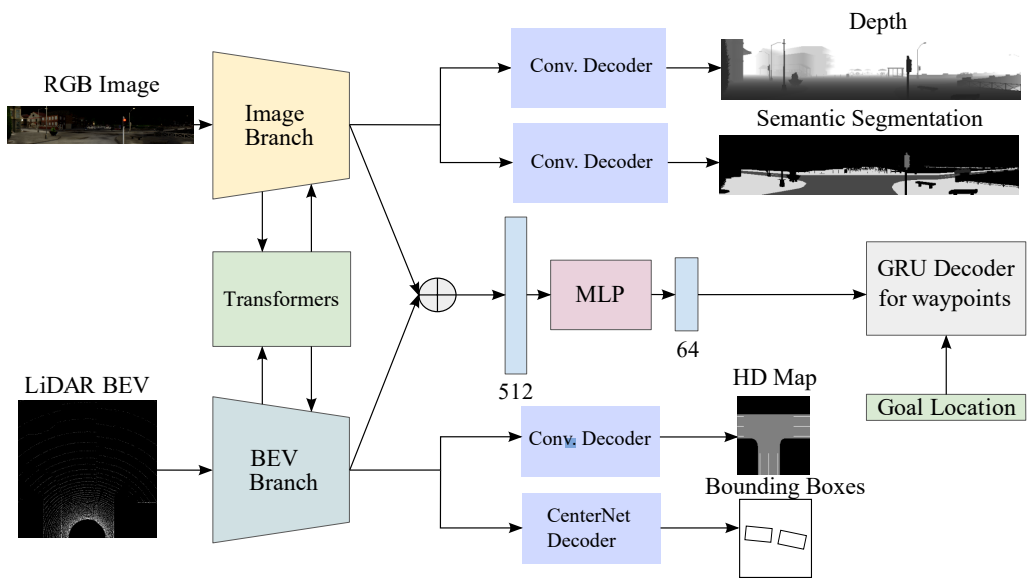 Depth
RGB Image
Conv. Decoder
Image
Branch
Semantic Segmentation
Conv. Decoder
Transformers
MLP
GRU Decoder
for waypoints
64
512
LiDAR BEV
HD Map
Goal Location
Conv. Decoder
BEV
Branch
Bounding Boxes
CenterNet
Decoder